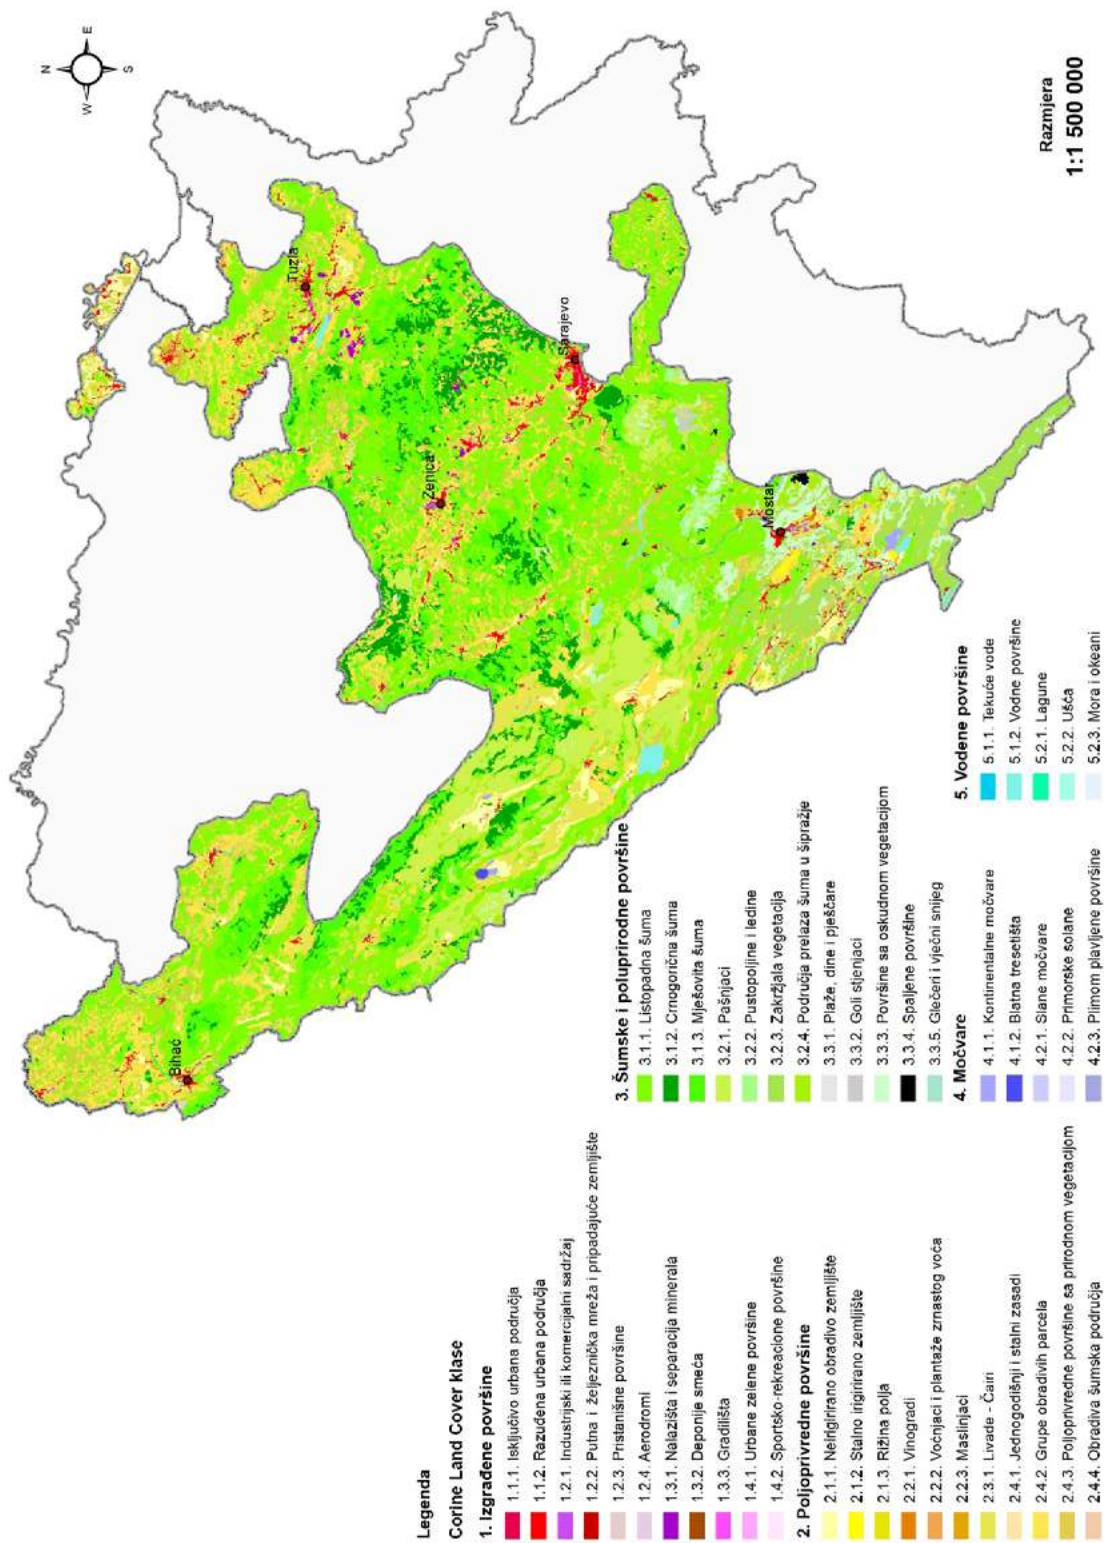 N
E
S
W
Tuzla
Sarajevo
Zenica
Mostar
Bihać
Razmjera
1:1 500 000
Legenda
Corine Land Cover klase
1. Izgrađene površine
1.1.1. Isključivo urbana područja
1.1.2. Razuđena urbana područja
1.2.1. Industrijski ili komercijalni sadržaj
1.2.2. Putna i željeznička mreža i pripadajuće zemljište
1.2.3. Pristanišne površine
1.2.4. Aerodromi
1.3.1. Nalazišta i separacija minerala
1.3.2. Deponije smeća
1.3.3. Gradilišta
1.4.1. Urbane zelene površine
1.4.2. Sportsko-rekreacione površine
2. Poljoprivredne površine
2.1.1. Neirigirirano obradivo zemljište
2.1.2. Stalno irigirirano zemljište
2.1.3. Rižina polja
2.2.1. Vinogradi
2.2.2. Voćnjaci i plantaže zrnastog voća
2.2.3. Maslinjaci
2.3.1. Livade - Čairi
2.4.1. Jednogodišnji i stalni zasadi
2.4.2. Grupe obradivih parcela
2.4.3. Poljoprivredne površine sa prirodnom vegetacijom
2.4.4. Obradiva šumska područja
3. Šumske i poluprirodne površine
3.1.1. Listopadna šuma
3.1.2. Crnogorična šuma
3.1.3. Mješovita šuma
3.2.1. Pašnjaci
3.2.2. Pustopoljine i ledine
3.2.3. Zakržjala vegetacija
3.2.4. Područja prelaza šuma u šipražje
3.3.1. Plaže, dine i pješčare
3.3.2. Goli stjenjaci
3.3.3. Površine sa oskudnom vegetacijom
3.3.4. Spaljene površine
3.3.5. Glečeri i vječni snijeg
4. Močvare
4.1.1. Kontinentalne močvare
4.1.2. Blatna tresetišta
4.2.1. Slane močvare
4.2.2. Primorske solane
4.2.3. Plimom plavljene površine
5. Vodene površine
5.1.1. Tekuće vode
5.1.2. Vodne površine
5.2.1. Lagune
5.2.2. Ušća
5.2.3. Mora i okeani